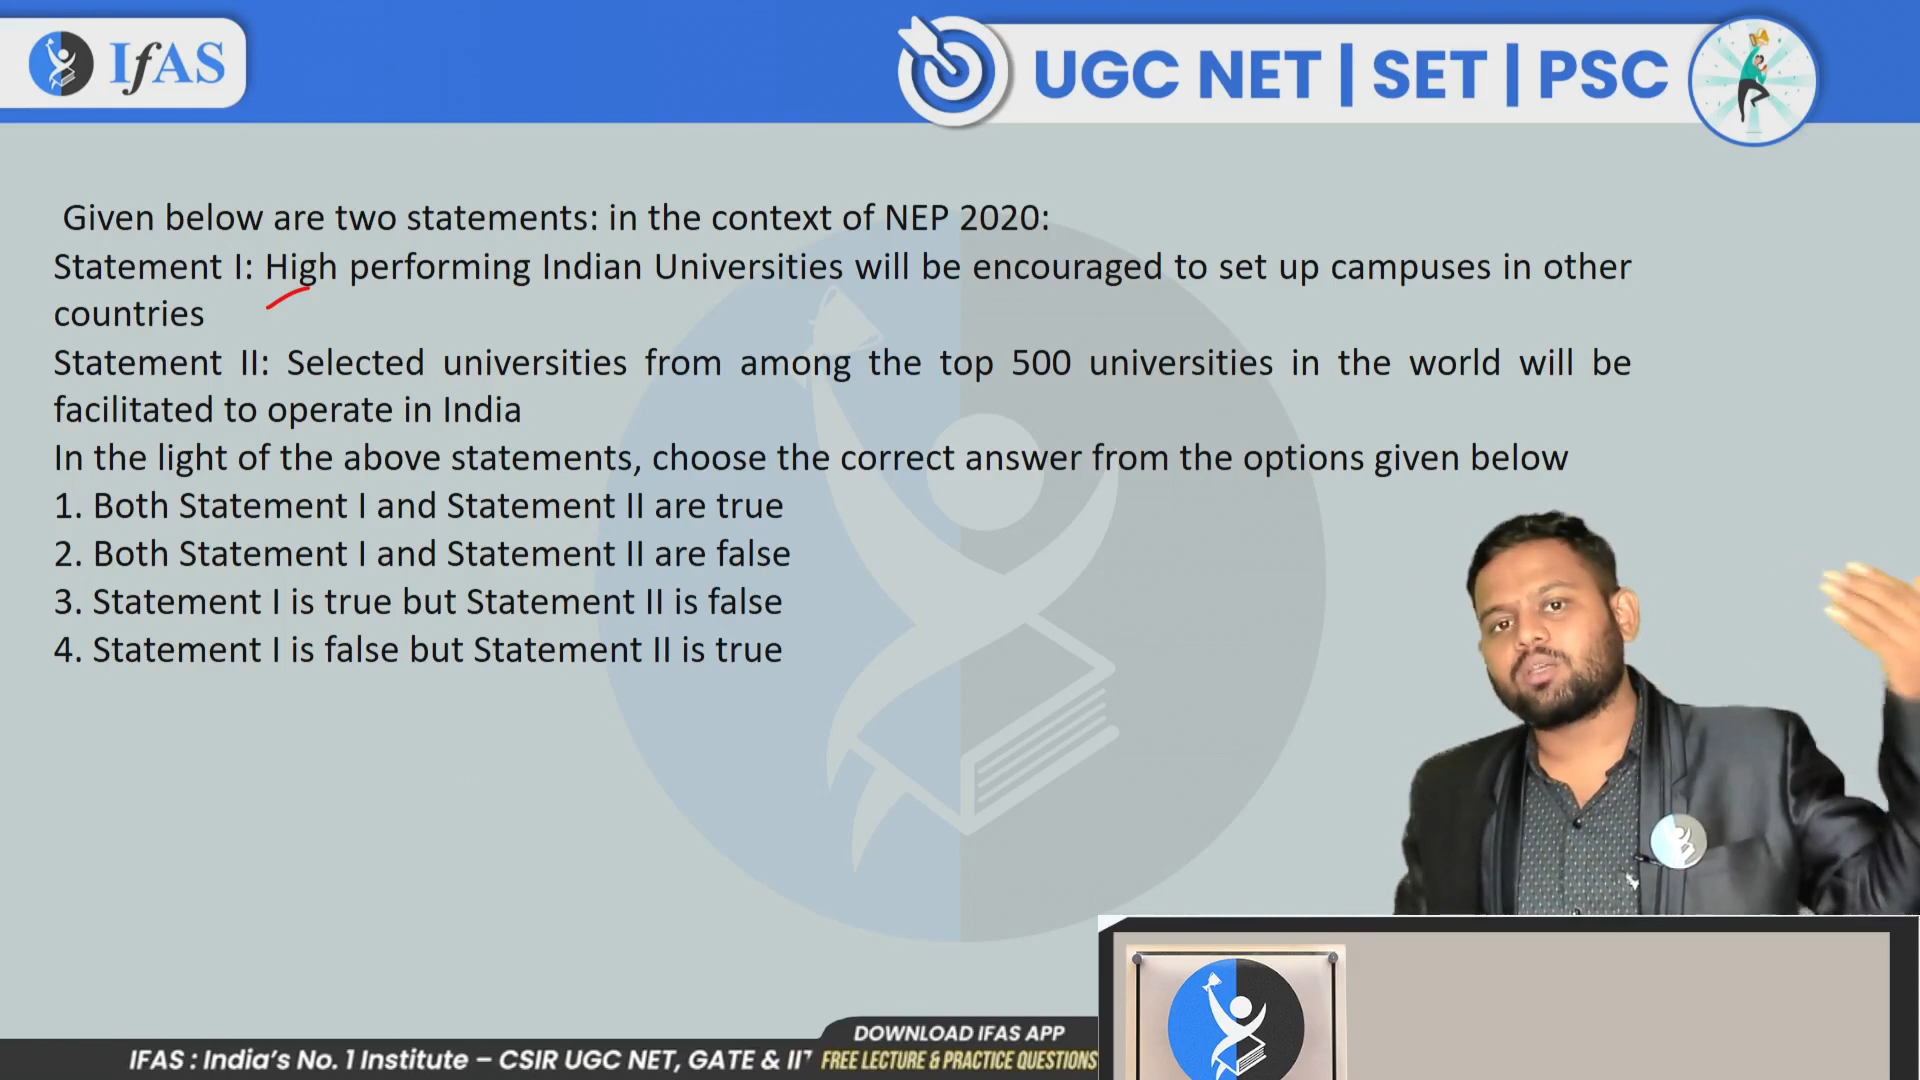 IfAS
UGC NET | SET | PSC
Given below are two statements: in the context of NEP 2020:
Statement I: High performing Indian Universities will be encouraged to set up campuses in other
countries
Statement II: Selected universities from among the top 500 universities in the world will be
facilitated to operate in India
In the light of the above statements, choose the correct answer from the options given below
1. Both Statement I and Statement II are true
2. Both Statement I and Statement II are false
3. Statement I is true but Statement II is false
4. Statement I is false but Statement II is true
DOWNLOAD IFAS APP
IFAS : India's No. 1 Institute – CSIR UGC NET, GATE &
FREE LECTURE & PRACTICE QUESTIONS